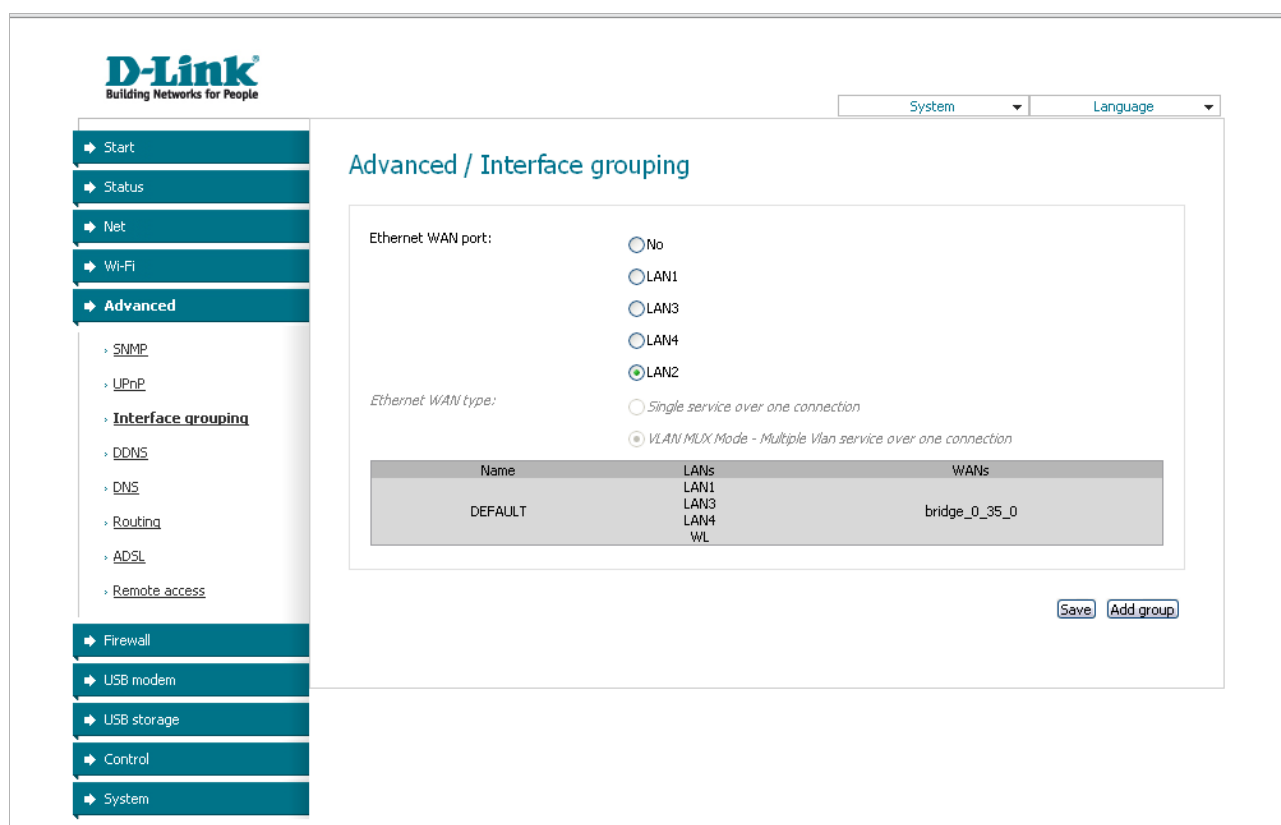 D-Link
Building Networks for People
System
Language
Start
Status
Net
Wi-Fi
Advanced
SNMP
UPnP
Interface grouping
DDNS
DNS
Routing
ADSL
Remote access
Firewall
USB modem
USB storage
Control
System
Advanced / Interface grouping
Ethernet WAN port:
No
LAN1
LAN3
LAN4
LAN2
Ethernet WAN type:
Single service over one connection
VLAN MUX Mode - Multiple Vlan service over one connection
Name LANs WANs
LAN1
LAN3
DEFAULT bridge_0_35_0
LAN4
WL
Save Add group